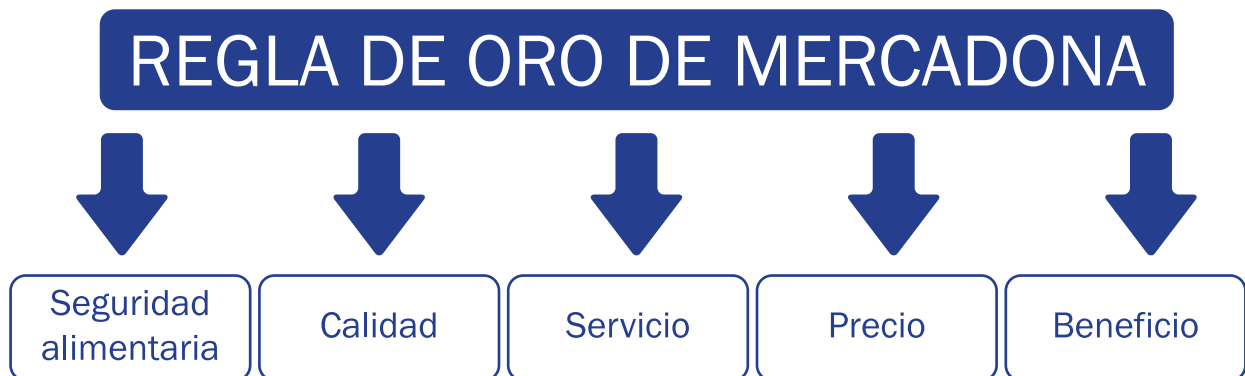 REGLA DE ORO DE MERCADONA
Seguridad
alimentaria
Calidad
Servicio
Precio
Beneficio